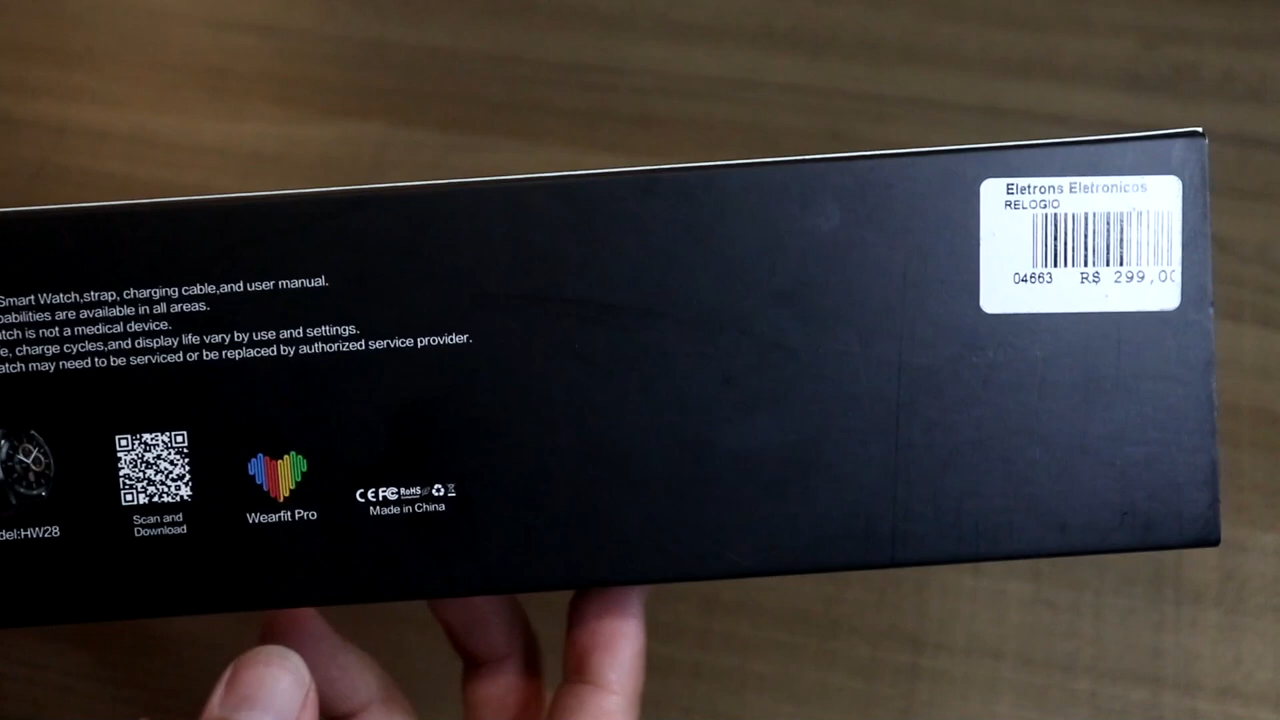 Eletrons Eletronicos
RELOGIO
04663 R$ 299,00
Smart Watch,strap, charging cable,and user manual.
pabilities are available in all areas.
atch is not a medical device.
e, charge cycles,and display life vary by use and settings.
atch may need to be serviced or be replaced by authorized service provider.
del:HW28
Scan and
Download
Wearfit Pro
CE FC RoHS
Made in China